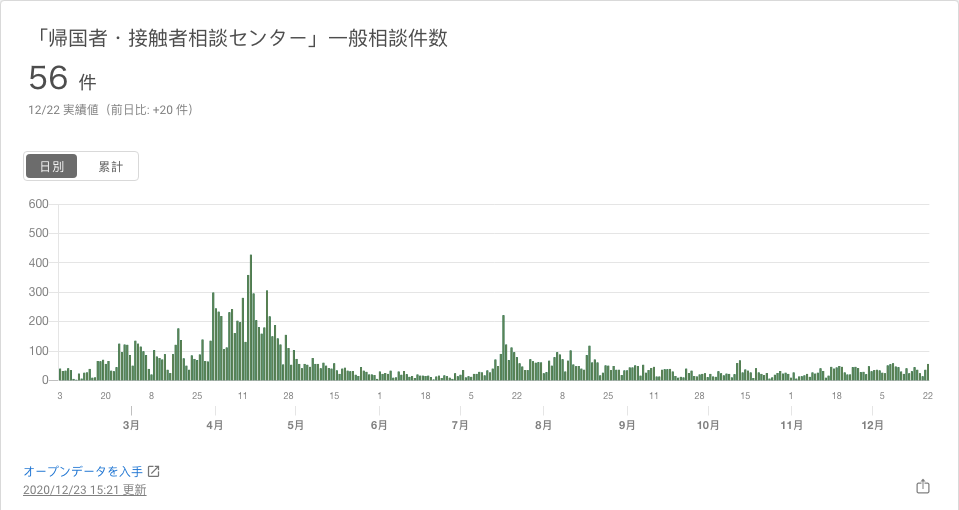 「帰国者・接触者相談センター」一般相談件数
56 件
12/22 実績値（前日比: +20 件）
日別 累計
600
500
400
300
200
100
0
3 20 8 25 11 28 15 1 18 5 22 8 25 11 28 15 1 18 5 22
3月 4月 5月 6月 7月 8月 9月 10月 11月 12月
オープンデータを入手
2020/12/23 15:21 更新